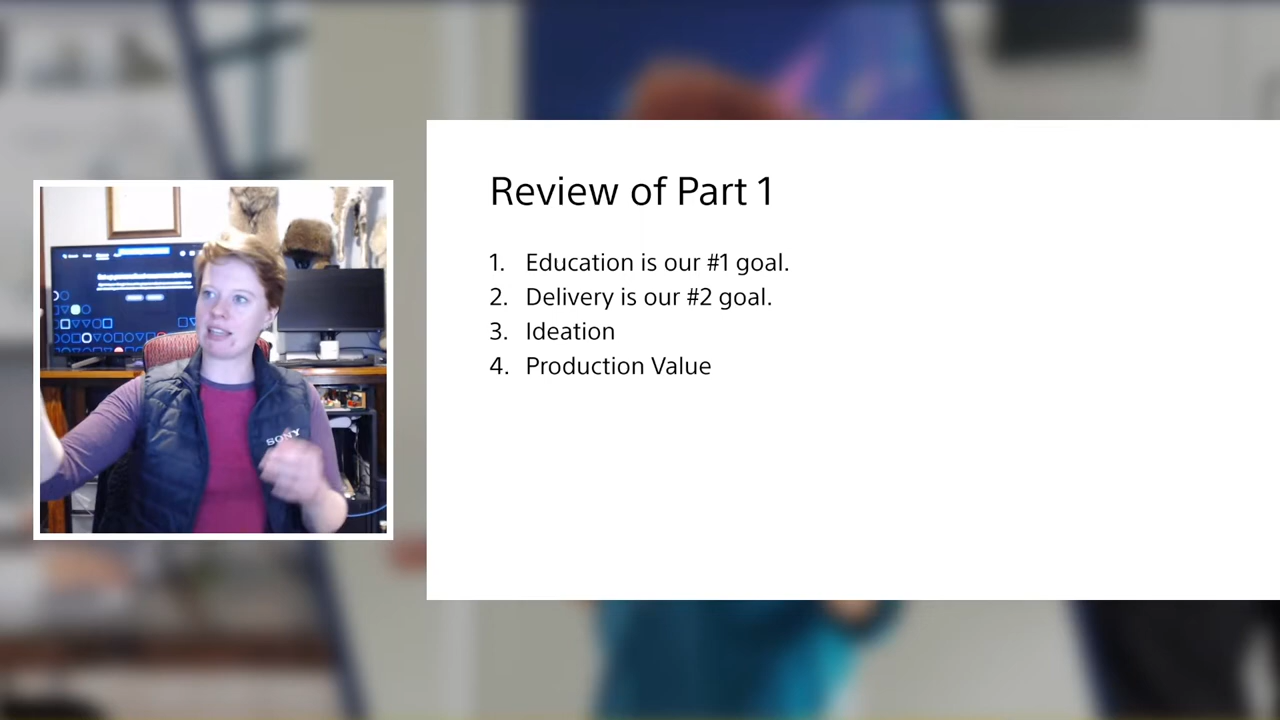 Review of Part 1
1. Education is our #1 goal.
2. Delivery is our #2 goal.
3. Ideation
4. Production Value
SONY